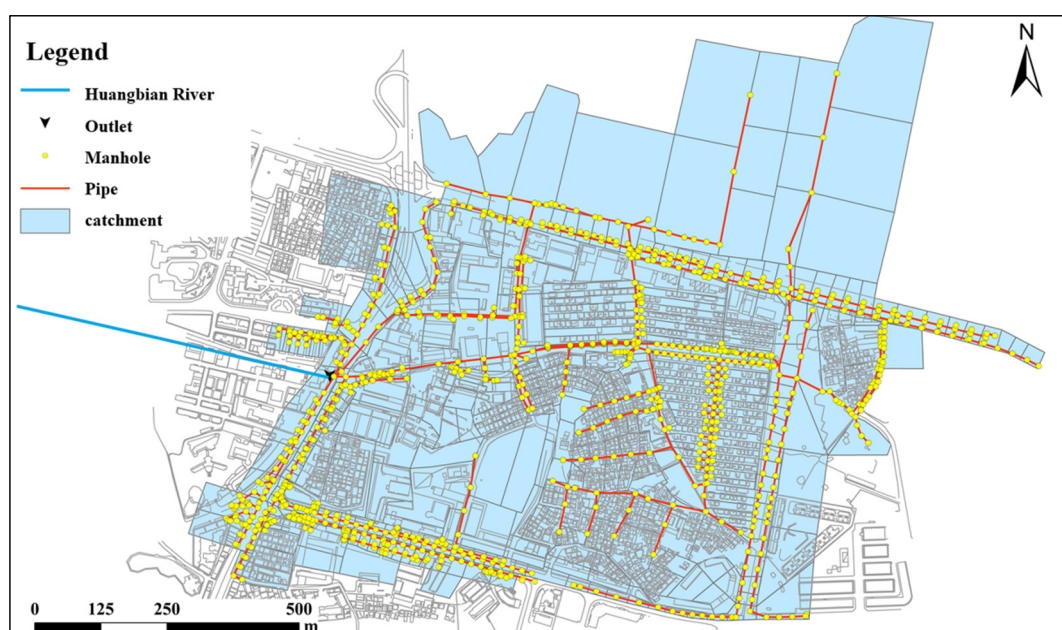 N
Legend
Huangbian River
Outlet
Manhole
Pipe
catchment
0 125 250 500
m